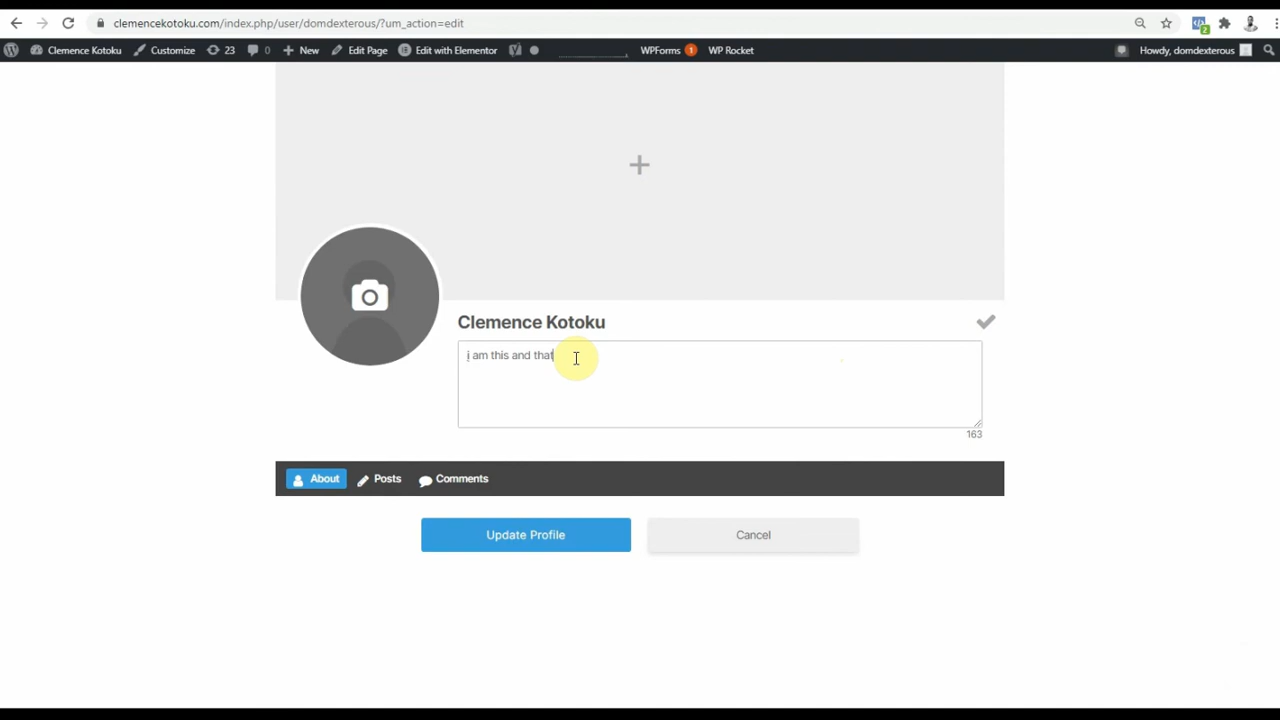 clemencekotoku.com/index.php/user/domdexterous/?um_action=edit
2
Clemence Kotoku Customize 23 0 New Edit Page Edit with Elementor WPForms 1 WP Rocket Howdy, domdexterous
Clemence Kotoku
i am this and that
163
About Posts Comments
Update Profile Cancel